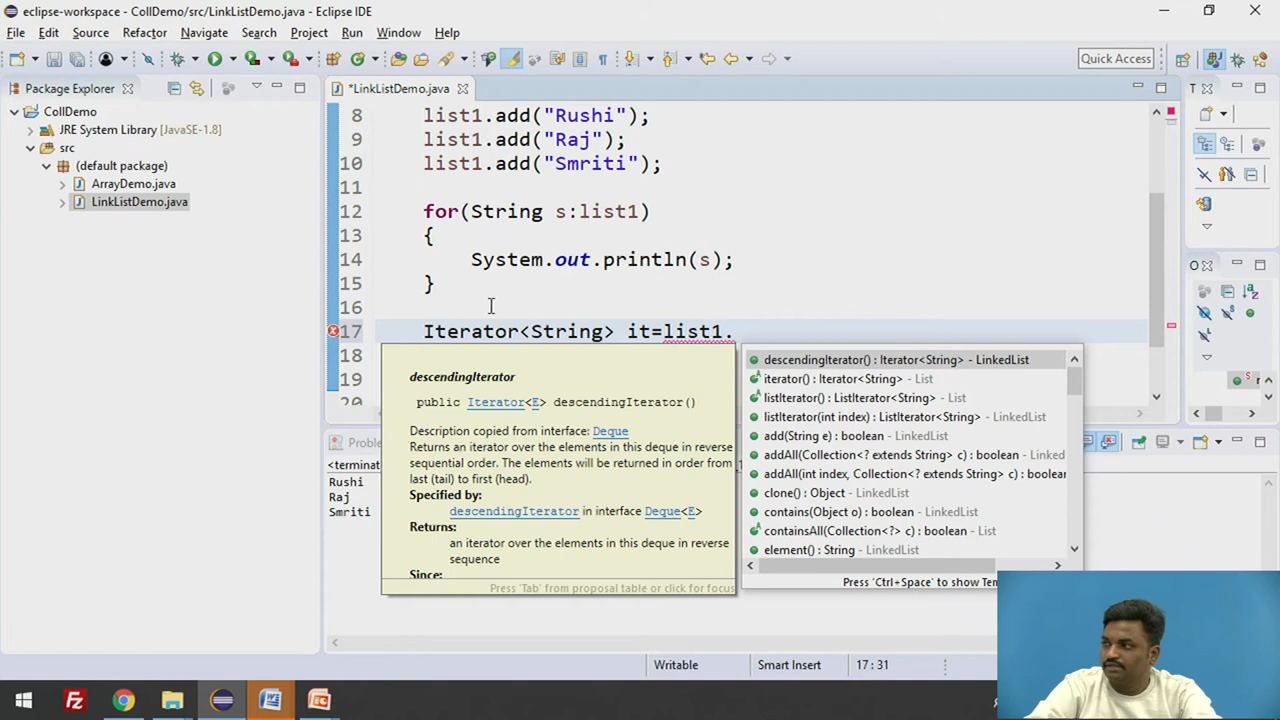 eclipse-workspace - CollDemo/src/LinkListDemo.java - Eclipse IDE
File Edit Source Refactor Navigate Search Project Run Window Help
Quick Access
Package Explorer
*LinkListDemo.java
T
CollDemo
JRE System Library [JavaSE-1.8]
src
(default package)
ArrayDemo.java
LinkListDemo.java
8 list1.add("Rushi");
9 list1.add("Raj");
10 list1.add("Smriti");
11
12 for(String s:list1)
13 {
14 System.out.println(s);
15 }
16
17 Iterator<String> it=list1.
18
19
20
descendingIterator
public Iterator<E> descendingIterator()
Description copied from interface: Deque
Returns an iterator over the elements in this deque in reverse
sequential order. The elements will be returned in order from
last (tail) to first (head).
Specified by:
descendingIterator in interface Deque<E>
Returns:
an iterator over the elements in this deque in reverse
sequence
Since:
Press 'Tab' from proposal table or click for focus
descendingIterator() : Iterator<String> - LinkedList
iterator() : Iterator<String> - List
listIterator() : ListIterator<String> - List
listIterator(int index) : ListIterator<String> - LinkedList
add(String e) : boolean - LinkedList
addAll(Collection<? extends String> c) : boolean - Linked
addAll(int index, Collection<? extends String> c) : boolean
clone() : Object - LinkedList
contains(Object o) : boolean - LinkedList
containsAll(Collection<?> c) : boolean - List
element() : String - LinkedList
Press 'Ctrl+Space' to show Tem
O
Proble
<terminat
Rushi
Raj
Smriti
Writable Smart Insert 17 : 31